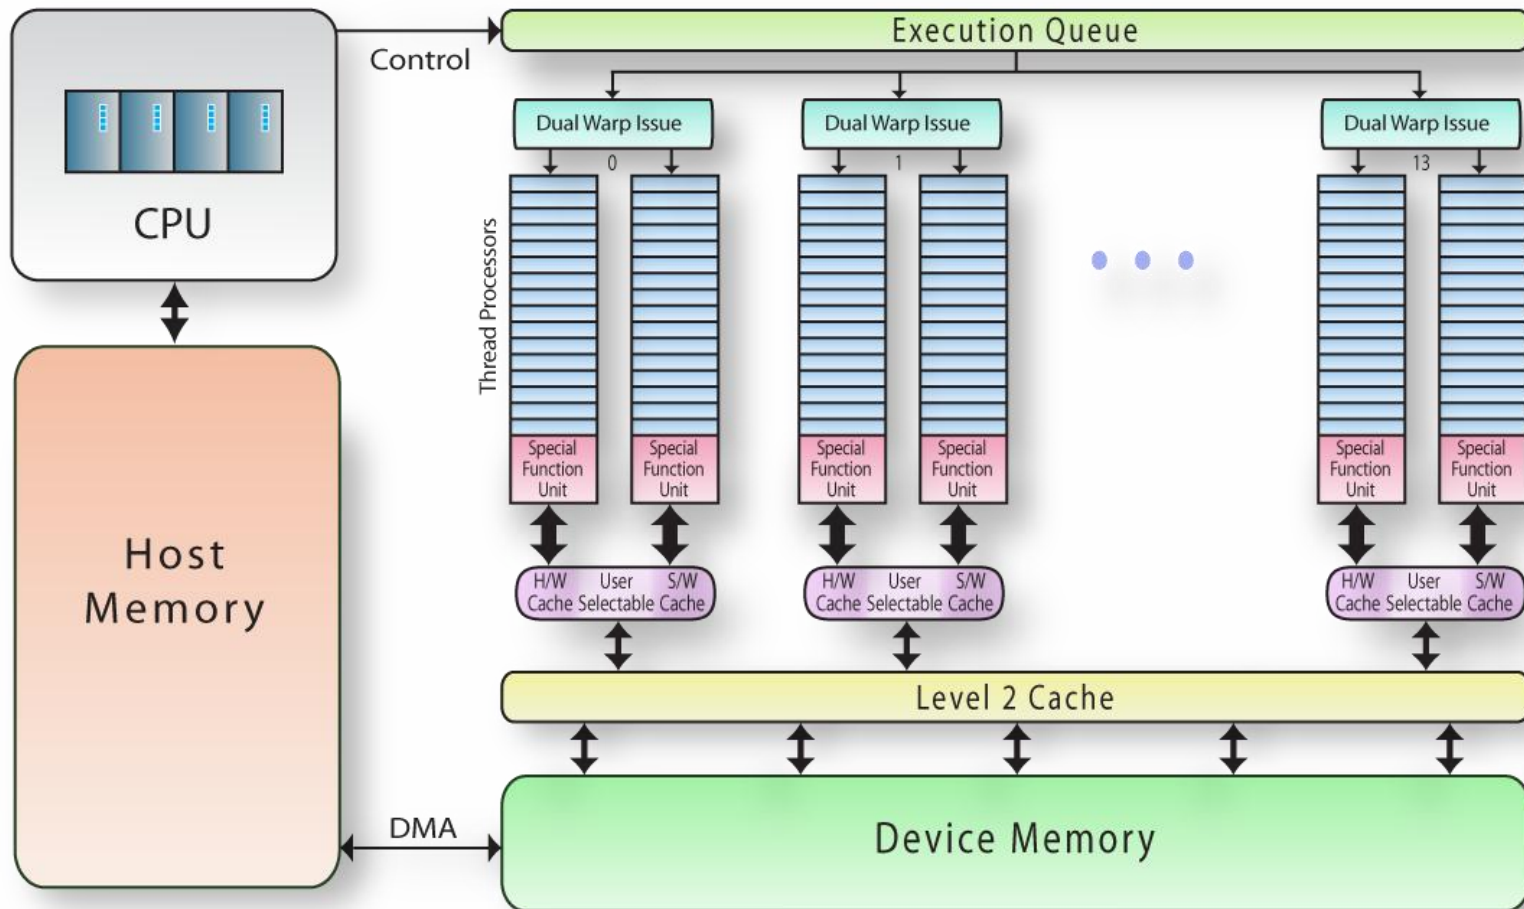 Execution Queue
Control
CPU
Dual Warp Issue
Dual Warp Issue
Dual Warp Issue
0
1
13
Thread Processors
Special
Function
Unit
Special
Function
Unit
Special
Function
Unit
Special
Function
Unit
Special
Function
Unit
Special
Function
Unit
H/W User S/W
Cache Selectable Cache
H/W User S/W
Cache Selectable Cache
H/W User S/W
Cache Selectable Cache
Host
Memory
Level 2 Cache
DMA
Device Memory